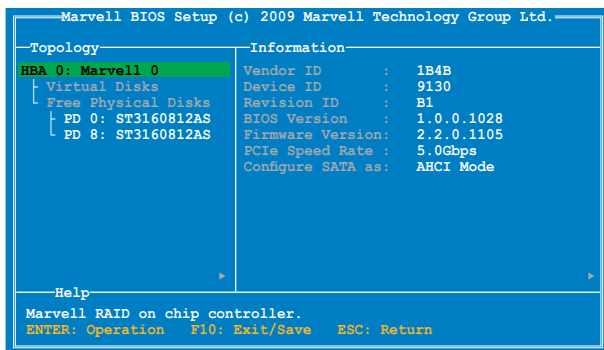 Marvell BIOS Setup (c) 2009 Marvell Technology Group Ltd.
Topology
HBA 0: Marvell 0
Virtual Disks
Free Physical Disks
PD 0: ST3160812AS
PD 8: ST3160812AS
Information
Vendor ID : 1B4B
Device ID : 9130
Revision ID : B1
BIOS Version : 1.0.0.1028
Firmware Version: 2.2.0.1105
PCIe Speed Rate : 5.0Gbps
Configure SATA as: AHCI Mode
Help
Marvell RAID on chip controller.
ENTER: Operation F10: Exit/Save ESC: Return